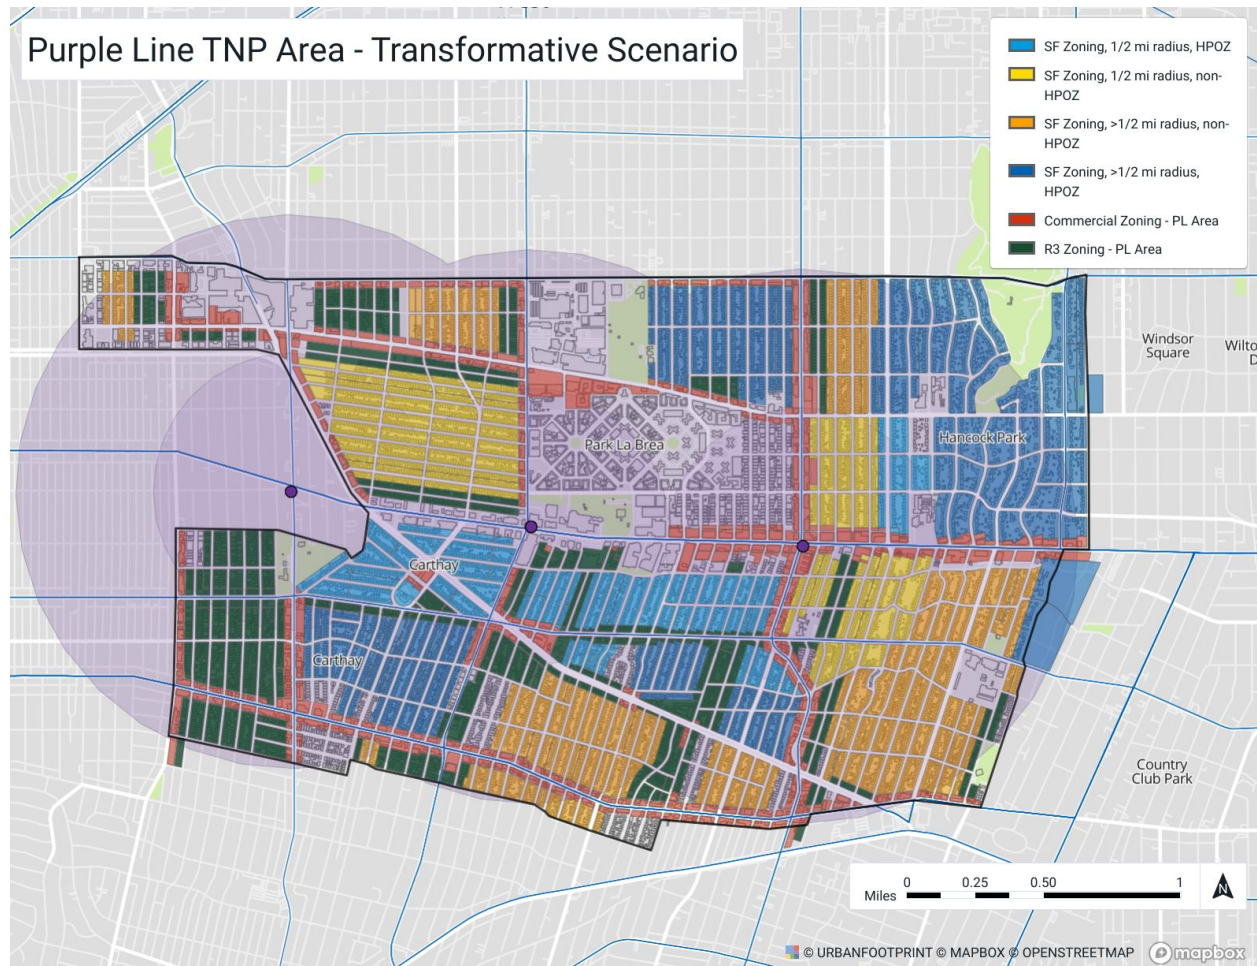 Purple Line TNP Area - Transformative Scenario
SF Zoning, 1/2 mi radius, HPOZ
SF Zoning, 1/2 mi radius, non-
HPOZ
SF Zoning, >1/2 mi radius, non-
HPOZ
SF Zoning, >1/2 mi radius,
HPOZ
Commercial Zoning - PL Area
R3 Zoning - PL Area
Windsor
Square
Park La Brea
Hancock Park
Carthay
Carthay
Country
Club Park
Miles
0 0.25 0.50 1
N
© URBANFOOTPRINT © MAPBOX © OPENSTREETMAP
mapbox